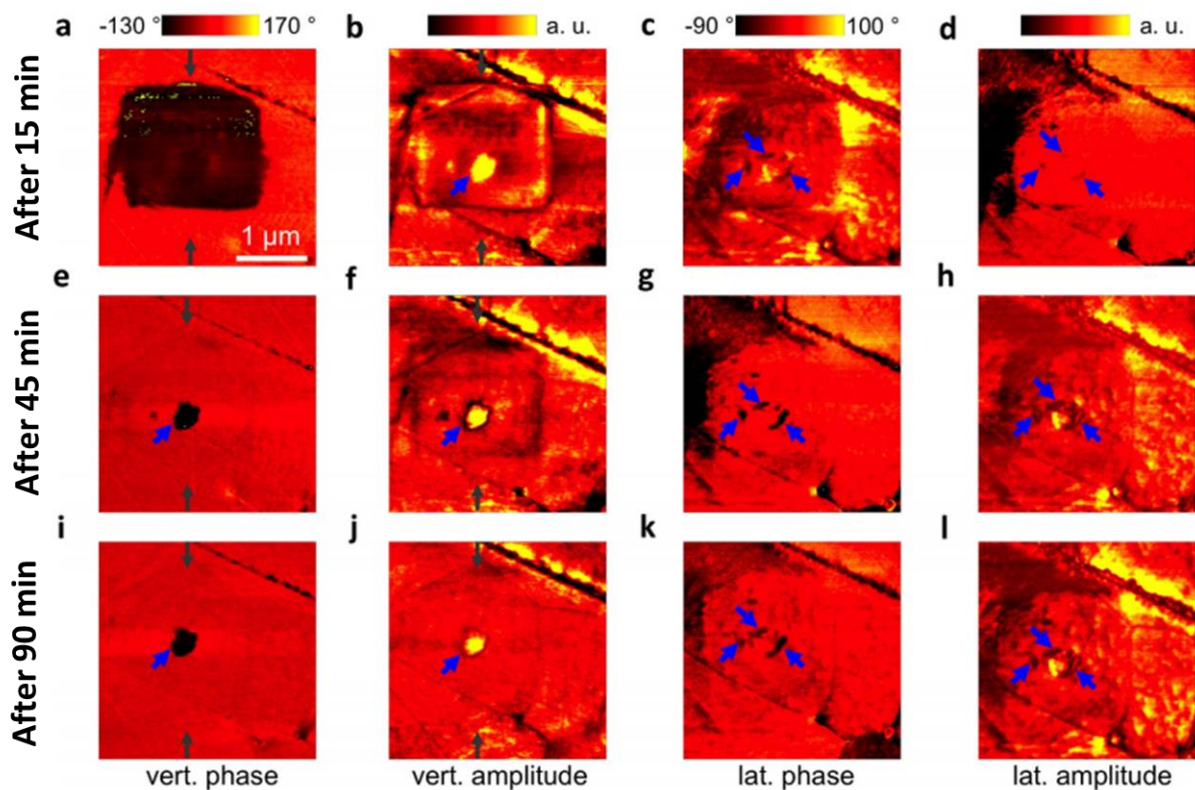 a -130 ° 170 ° b a. u. c -90 ° 100 ° d a. u.
After 15 min
1 µm
e f g h
After 45 min
i j k l
After 90 min
vert. phase vert. amplitude lat. phase lat. amplitude